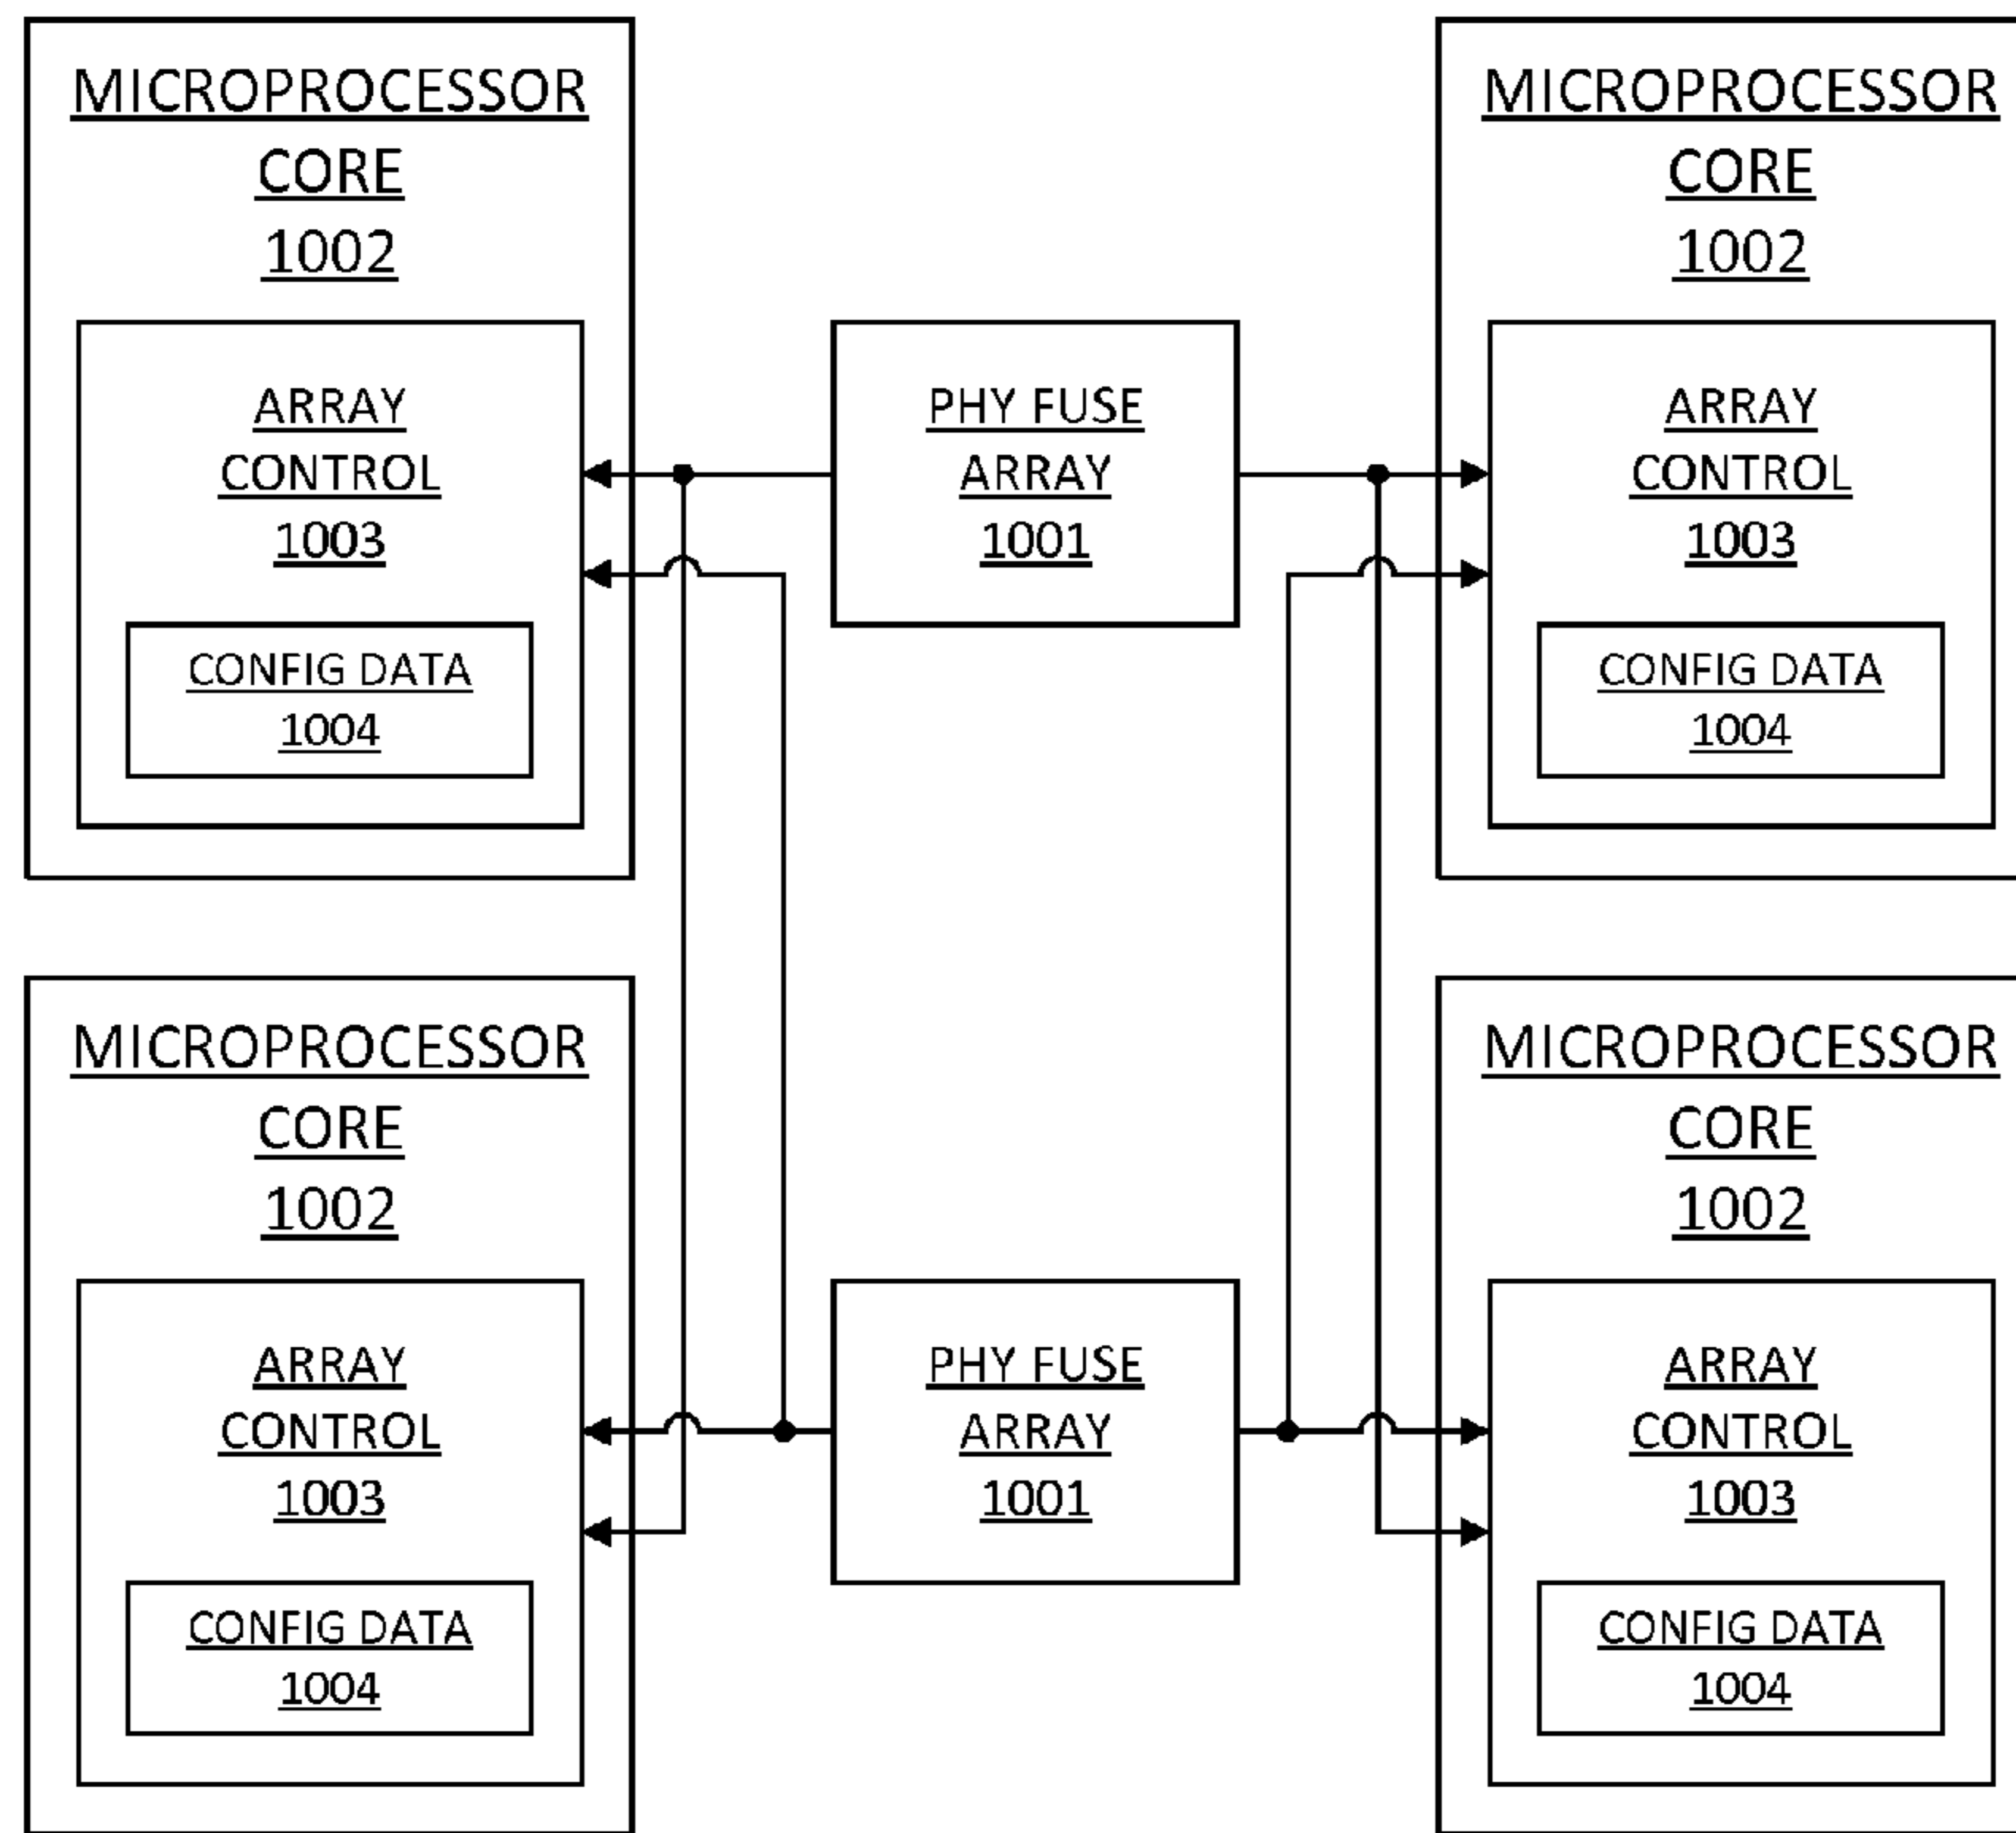 MICROPROCESSOR
CORE
1002
ARRAY
CONTROL
1003
CONFIG DATA
1004
PHY FUSE
ARRAY
1001
MICROPROCESSOR
CORE
1002
ARRAY
CONTROL
1003
CONFIG DATA
1004
MICROPROCESSOR
CORE
1002
ARRAY
CONTROL
1003
CONFIG DATA
1004
PHY FUSE
ARRAY
1001
MICROPROCESSOR
CORE
1002
ARRAY
CONTROL
1003
CONFIG DATA
1004